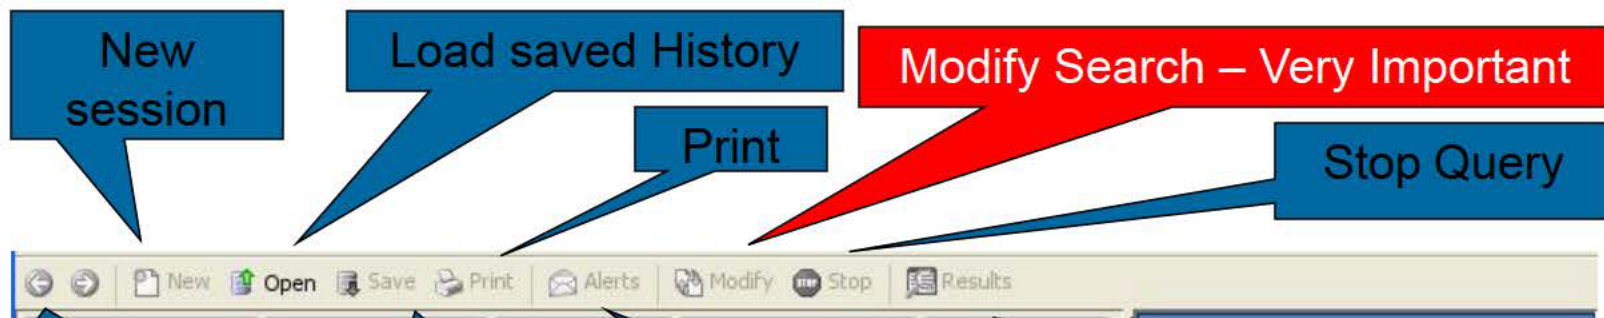 New
session
Load saved History
Modify Search – Very Important
Print
Stop Query
New Open Save Print Alerts Modify Stop Results